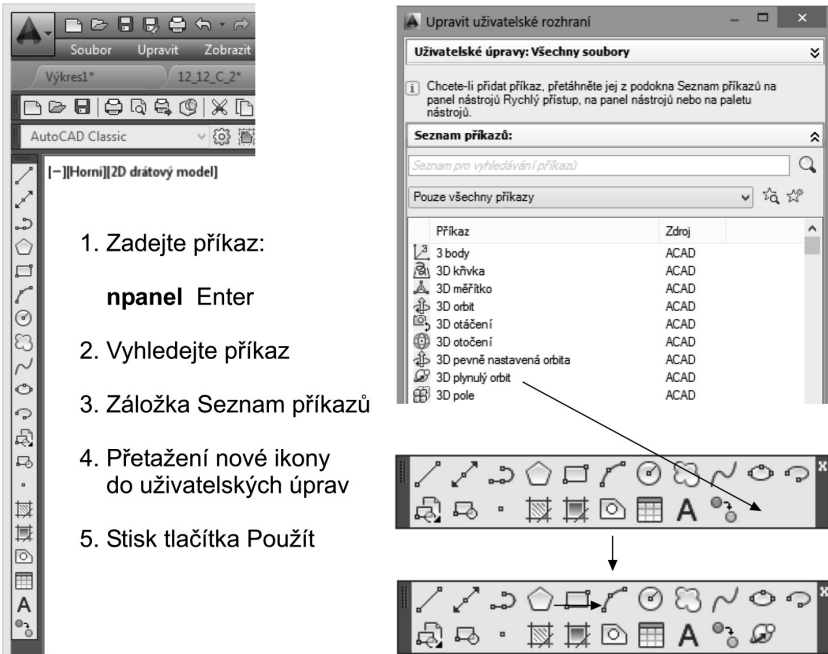 Soubor Upravit Zobrazit
Výkres1* 12_12_C_2*
AutoCAD Classic
[−][Horní][2D drátový model]
1. Zadejte příkaz:
npanel Enter
2. Vyhledejte příkaz
3. Záložka Seznam příkazů
4. Přetažení nové ikony
do uživatelských úprav
5. Stisk tlačítka Použít
Upravit uživatelské rozhraní
Uživatelské úpravy: Všechny soubory
Chcete-li přidat příkaz, přetáhněte jej z podokna Seznam příkazů na
panel nástrojů Rychlý přístup, na panel nástrojů nebo na paletu
nástrojů.
Seznam příkazů:
Seznam pro vyhledávání příkazů
Pouze všechny příkazy
Příkaz Zdroj
3 body ACAD
3D křivka ACAD
3D měřítko ACAD
3D orbit ACAD
3D otáčení ACAD
3D otočení ACAD
3D pevně nastavená orbita ACAD
3D plynulý orbit ACAD
3D pole ACAD